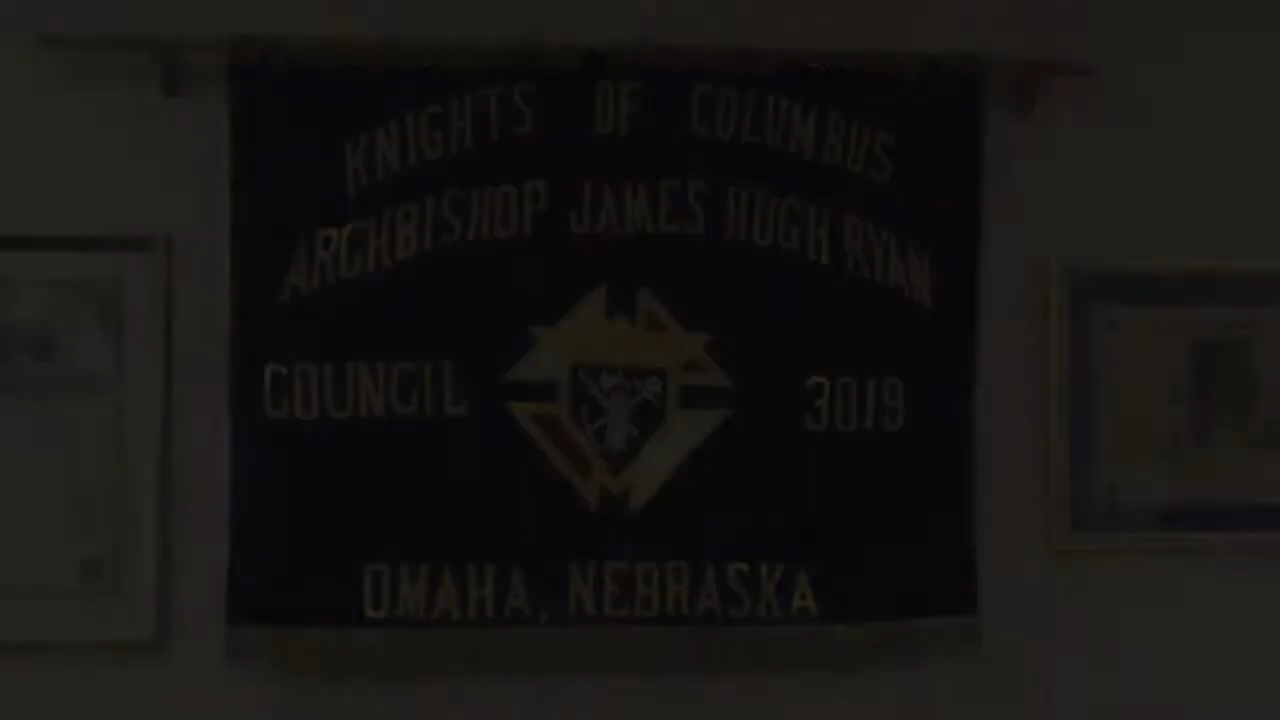 KNIGHTS OF COLUMBUS
ARCHBISHOP JAMES HUGH RYAN
COUNCIL 3019
OMAHA, NEBRASKA